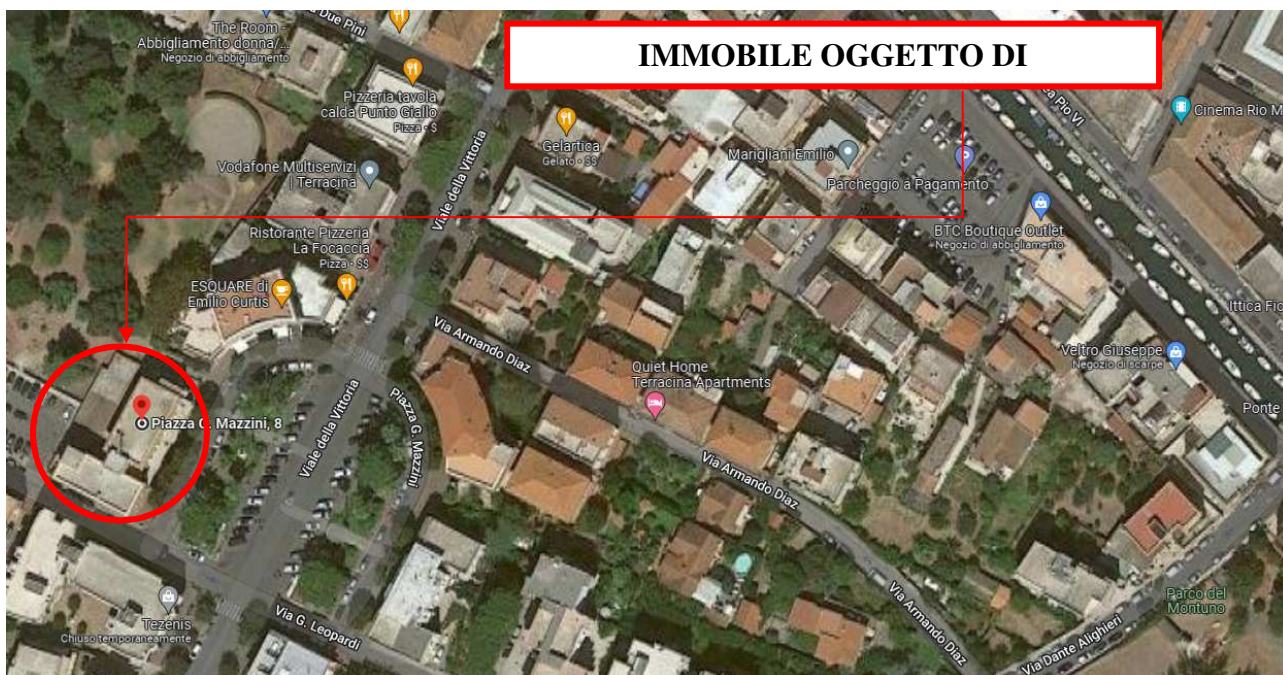 Due Pini
The Room -
Abbigliamento donna/...
Negozio di abbigliamento
IMMOBILE OGGETTO DI
Pizzeria tavola
calda Punto Giallo
Pizza · $
Pio VI
Cinema Rio M
Gelartica
Gelato · $$
Marigliani Emilio
Vodafone Multiservizi
| Terracina
Viale della Vittoria
Parcheggio a Pagamento
Ristorante Pizzeria
La Focaccia
Pizza · $$
BTC Boutique Outlet
Negozio di abbigliamento
ESQUARE di
Emilio Curtis
Ittica Fio
Via Armando Diaz
Veltro Giuseppe
Negozio di scarpe
Quiet Home
Terracina Apartments
Piazza G. Mazzini, 8
Viale della Vittoria
Piazza G. Mazzini
Ponte
Via Armando Diaz
Tezenis
Chiuso temporaneamente
Via G. Leopardi
Via Armando Diaz
Parco del
Montuno
Via Dante Alighieri